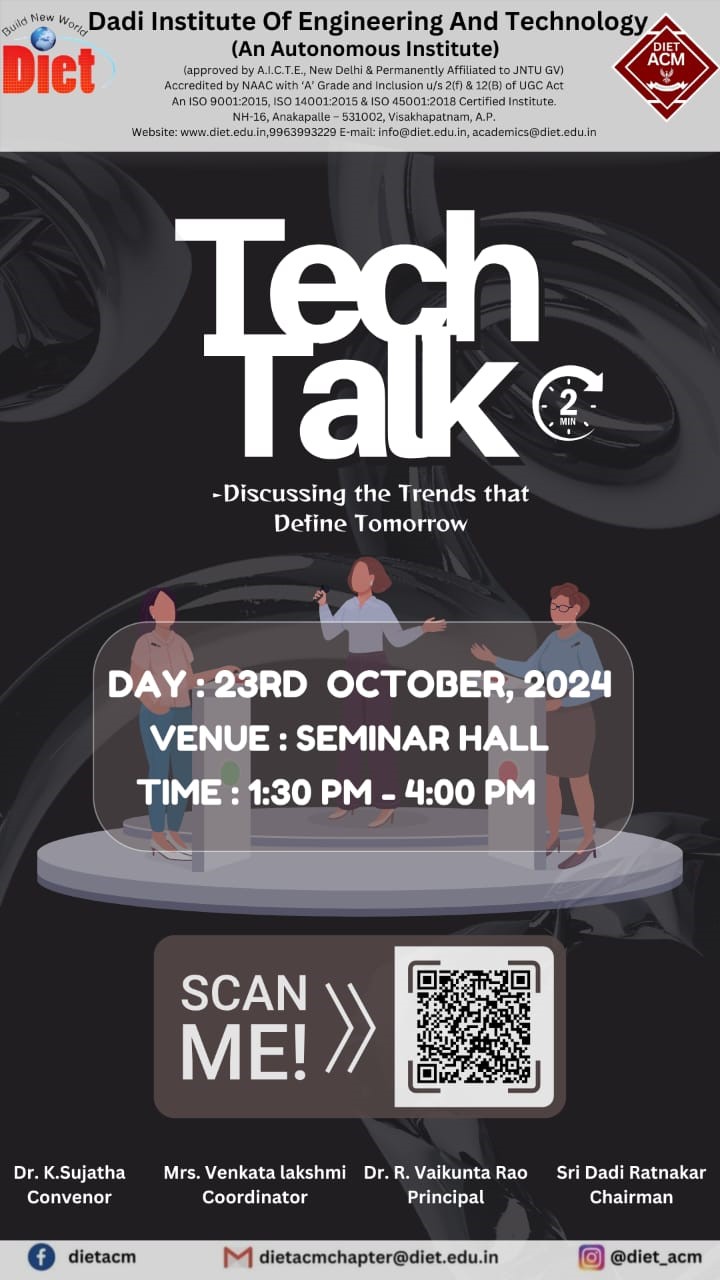 Build New World
Diet
Dadi Institute Of Engineering And Technology
(An Autonomous Institute)
(approved by A.I.C.T.E., New Delhi & Permanently Affiliated to JNTU GV)
Accredited by NAAC with 'A' Grade and Inclusion u/s 2(f) & 12(B) of UGC Act
An ISO 9001:2015, ISO 14001:2015 & ISO 45001:2018 Certified Institute.
NH-16, Anakapalle – 531002, Visakhapatnam, A.P.
Website: www.diet.edu.in,9963993229 E-mail: info@diet.edu.in, academics@diet.edu.in
DIET
ACM
Tech
Talk
2
MIN
-Discussing the Trends that
Define Tomorrow
DAY : 23RD OCTOBER, 2024
VENUE : SEMINAR HALL
TIME : 1:30 PM - 4:00 PM
SCAN
ME!
Dr. K.Sujatha
Convenor
Mrs. Venkata lakshmi
Coordinator
Dr. R. Vaikunta Rao
Principal
Sri Dadi Ratnakar
Chairman
dietacm
dietacmchapter@diet.edu.in
@diet_acm